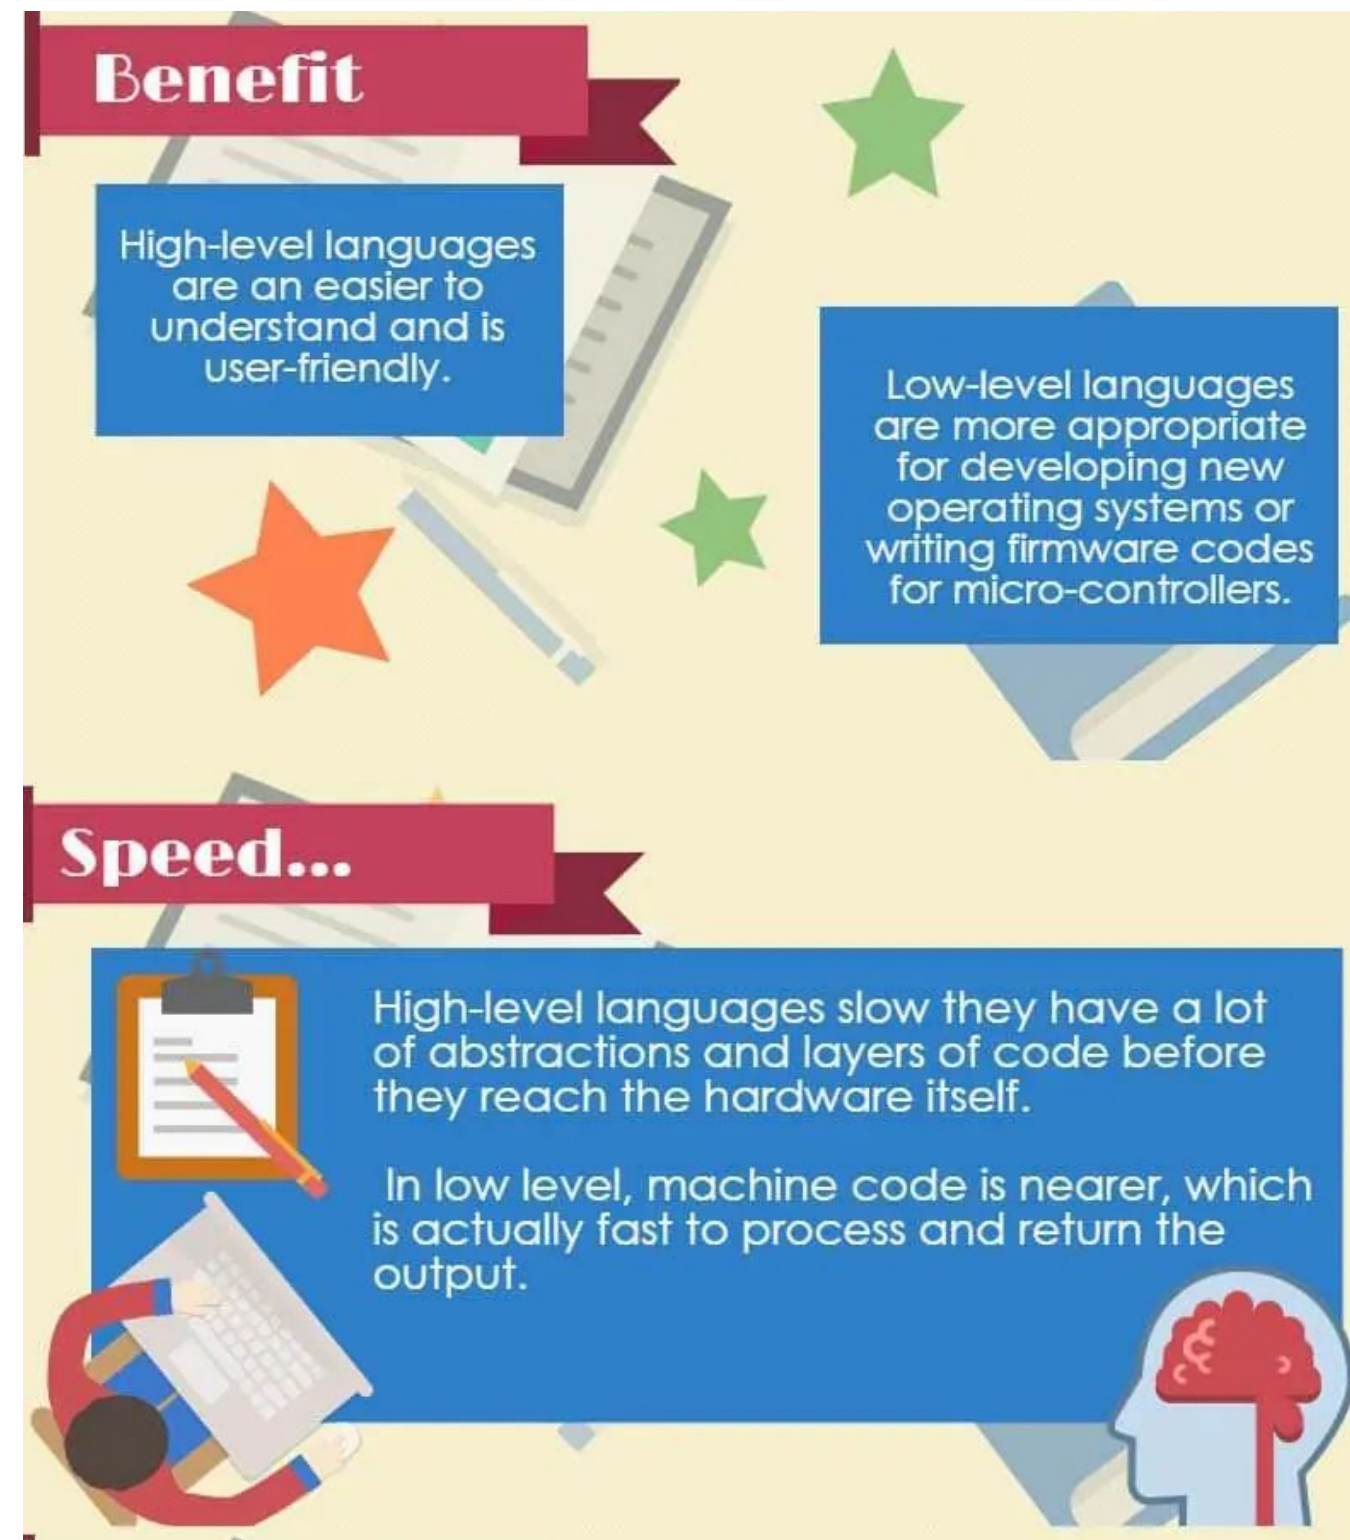 Benefit
High-level languages
are an easier to
understand and is
user-friendly.
Low-level languages
are more appropriate
for developing new
operating systems or
writing firmware codes
for micro-controllers.
Speed...
High-level languages slow they have a lot
of abstractions and layers of code before
they reach the hardware itself.
In low level, machine code is nearer, which
is actually fast to process and return the
output.